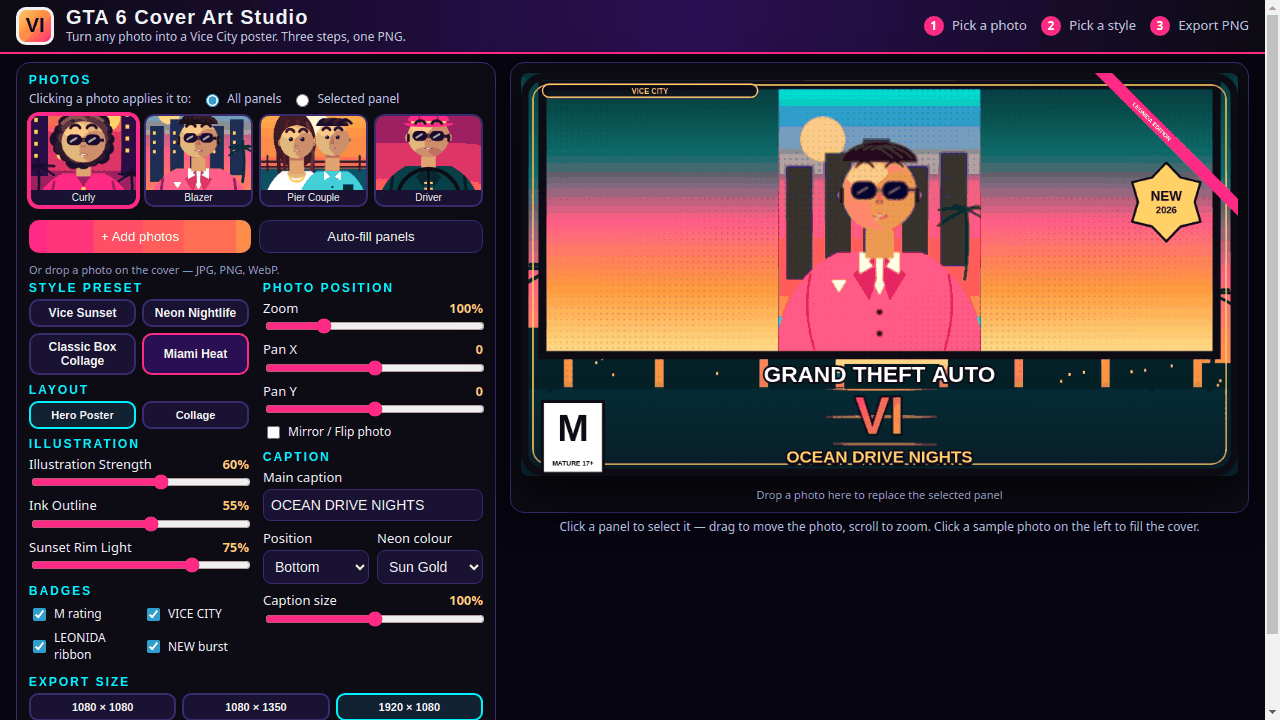 VI
GTA 6 Cover Art Studio
Turn any photo into a Vice City poster. Three steps, one PNG.
1 Pick a photo
2 Pick a style
3 Export PNG
PHOTOS
Clicking a photo applies it to: All panels Selected panel
Curly Blazer Pier Couple Driver
+ Add photos Auto-fill panels
Or drop a photo on the cover — JPG, PNG, WebP.
STYLE PRESET
Vice Sunset Neon Nightlife
Classic Box Collage Miami Heat
LAYOUT
Hero Poster Collage
ILLUSTRATION
Illustration Strength 60%
Ink Outline 55%
Sunset Rim Light 75%
BADGES
M rating VICE CITY
LEONIDA ribbon NEW burst
PHOTO POSITION
Zoom 100%
Pan X 0
Pan Y 0
Mirror / Flip photo
CAPTION
Main caption
OCEAN DRIVE NIGHTS
Position Neon colour
Bottom Sun Gold
Caption size 100%
EXPORT SIZE
1080 × 1080 1080 × 1350 1920 × 1080
VICE CITY
LEONIDA EDITION
NEW
2026
GRAND THEFT AUTO
VI
OCEAN DRIVE NIGHTS
M
MATURE 17+
Drop a photo here to replace the selected panel
Click a panel to select it — drag to move the photo, scroll to zoom. Click a sample photo on the left to fill the cover.